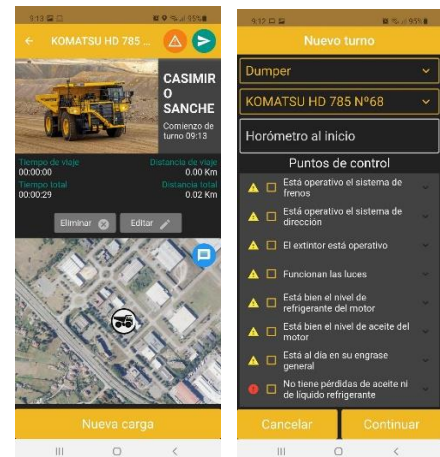 9:13
95%
KOMATSU HD 785 ...
CASIMIR
O
SANCHE
Comienzo de
turno 09:13
Tiempo de viaje
Distancia de viaje
00:00:00
0.00 Km
Tiempo total
Distancia total
00:00:29
0.02 Km
Eliminar
Editar
Nueva carga
9:12
95%
Nuevo turno
Dumper
KOMATSU HD 785 Nº68
Horómetro al inicio
Puntos de control
Está operativo el sistema de
frenos
Está operativo el sistema de
dirección
El extintor está operativo
Funcionan las luces
Está bien el nivel de
refrigerante del motor
Está bien el nivel de aceite del
motor
Está al día en su engrase
general
No tiene pérdidas de aceite ni
de líquido refrigerante
Cancelar
Continuar